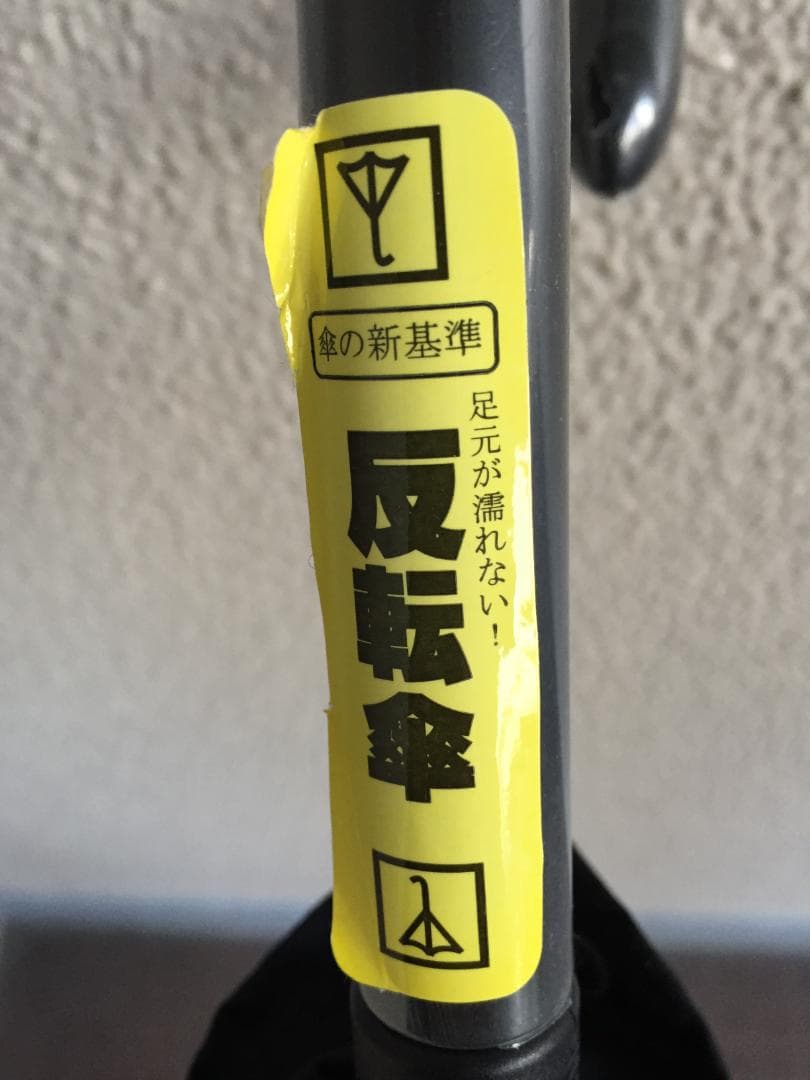 傘の新基準
足元が濡れない！
反転傘